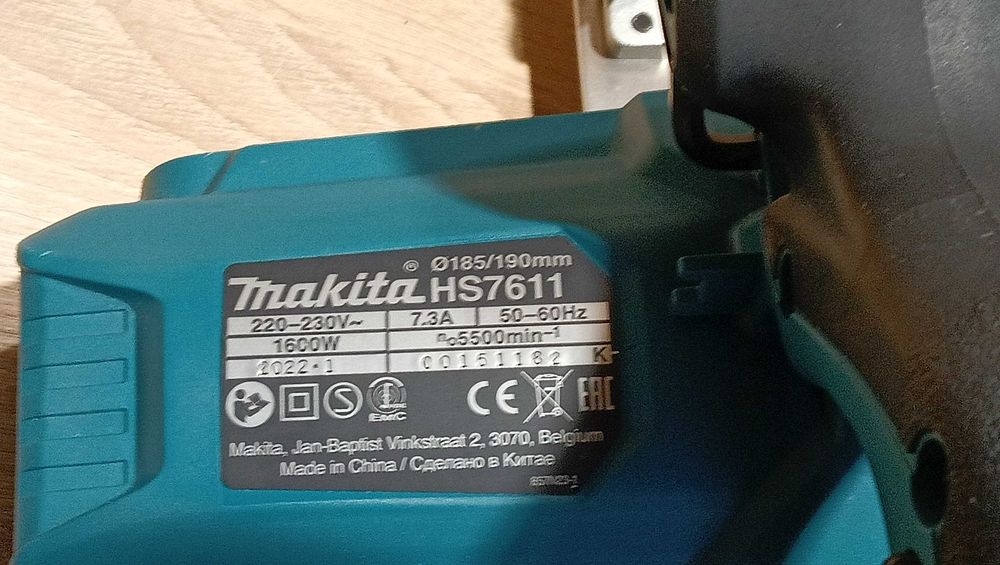 Makita® Ø185/190mm
HS7611
220–230V~ 7.3A 50–60Hz
1600W n₀5500min⁻¹
2022·1 00151182 K
EMC CE EAC
Makita, Jan-Baptist Vinkstraat 2, 3070, Belgium
Made in China / Сделано в Китае